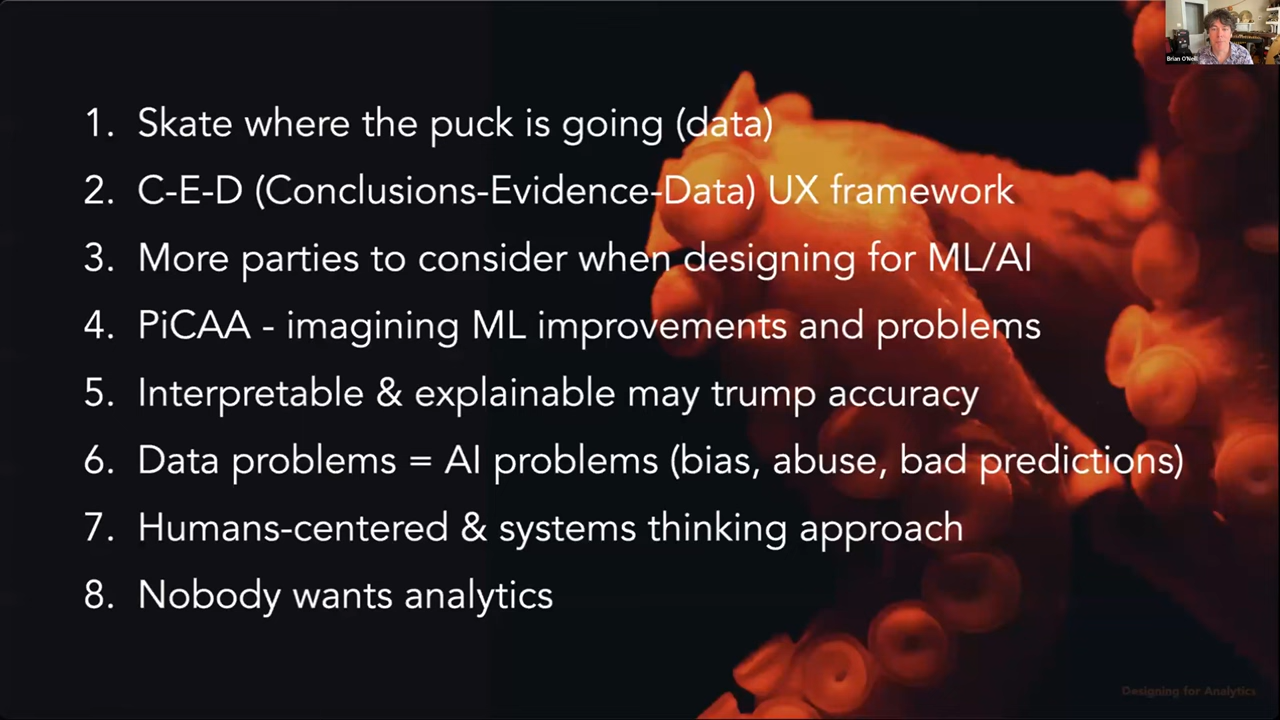 Brian O'Neill
1. Skate where the puck is going (data)
2. C-E-D (Conclusions-Evidence-Data) UX framework
3. More parties to consider when designing for ML/AI
4. PiCAA - imagining ML improvements and problems
5. Interpretable & explainable may trump accuracy
6. Data problems = AI problems (bias, abuse, bad predictions)
7. Humans-centered & systems thinking approach
8. Nobody wants analytics
Designing for Analytics